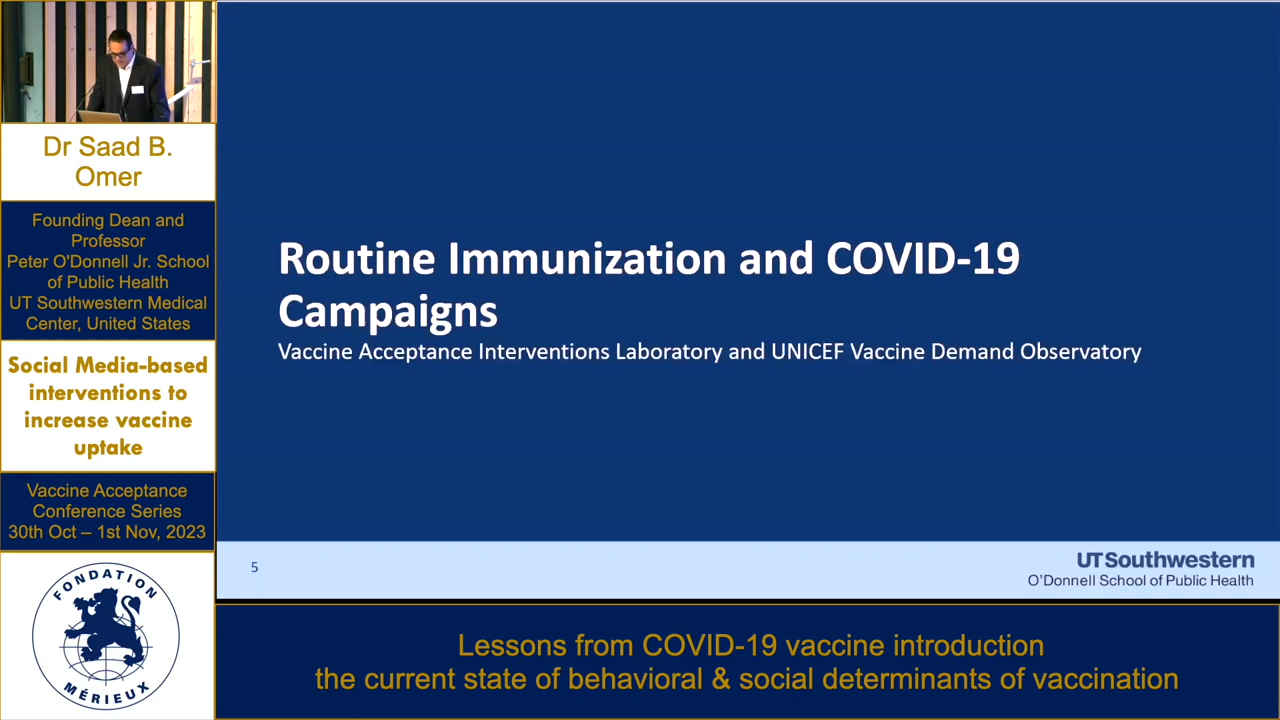 Dr Saad B.
Omer
Founding Dean and
Professor
Peter O'Donnell Jr. School
of Public Health
UT Southwestern Medical
Center, United States
Social Media-based
interventions to
increase vaccine
uptake
Vaccine Acceptance
Conference Series
30th Oct – 1st Nov, 2023
FONDATION
MÉRIEUX
Routine Immunization and COVID-19
Campaigns
Vaccine Acceptance Interventions Laboratory and UNICEF Vaccine Demand Observatory
5
UTSouthwestern
O'Donnell School of Public Health
Lessons from COVID-19 vaccine introduction
the current state of behavioral & social determinants of vaccination